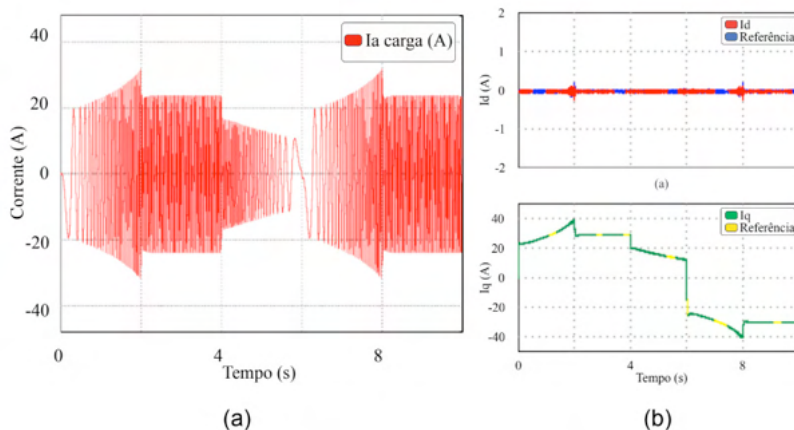 40
20
0
-20
-40
Corrente (A)
Ia carga (A)
0
4
8
Tempo (s)
(a)
2
1
0
-1
-2
Id (A)
Id
Referência
(a)
40
20
0
-20
-40
Iq (A)
Iq
Referência
0
2
4
6
8
Tempo (s)
(b)